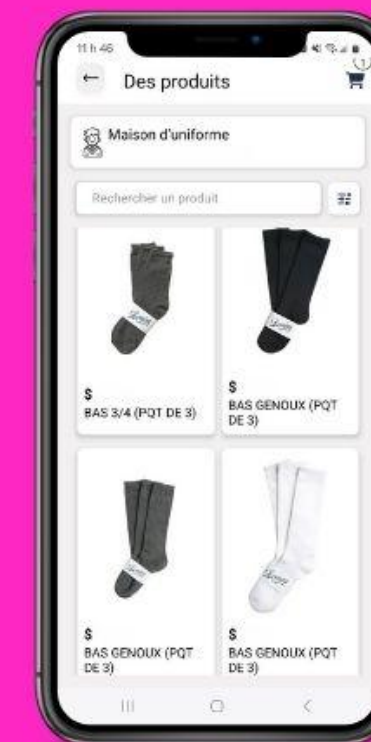 11 h 46
1
← Des produits
Maison d'uniforme
Rechercher un produit
$
BAS 3/4 (PQT DE 3)
$
BAS GENOUX (PQT
DE 3)
$
BAS GENOUX (PQT
DE 3)
$
BAS GENOUX (PQT
DE 3)